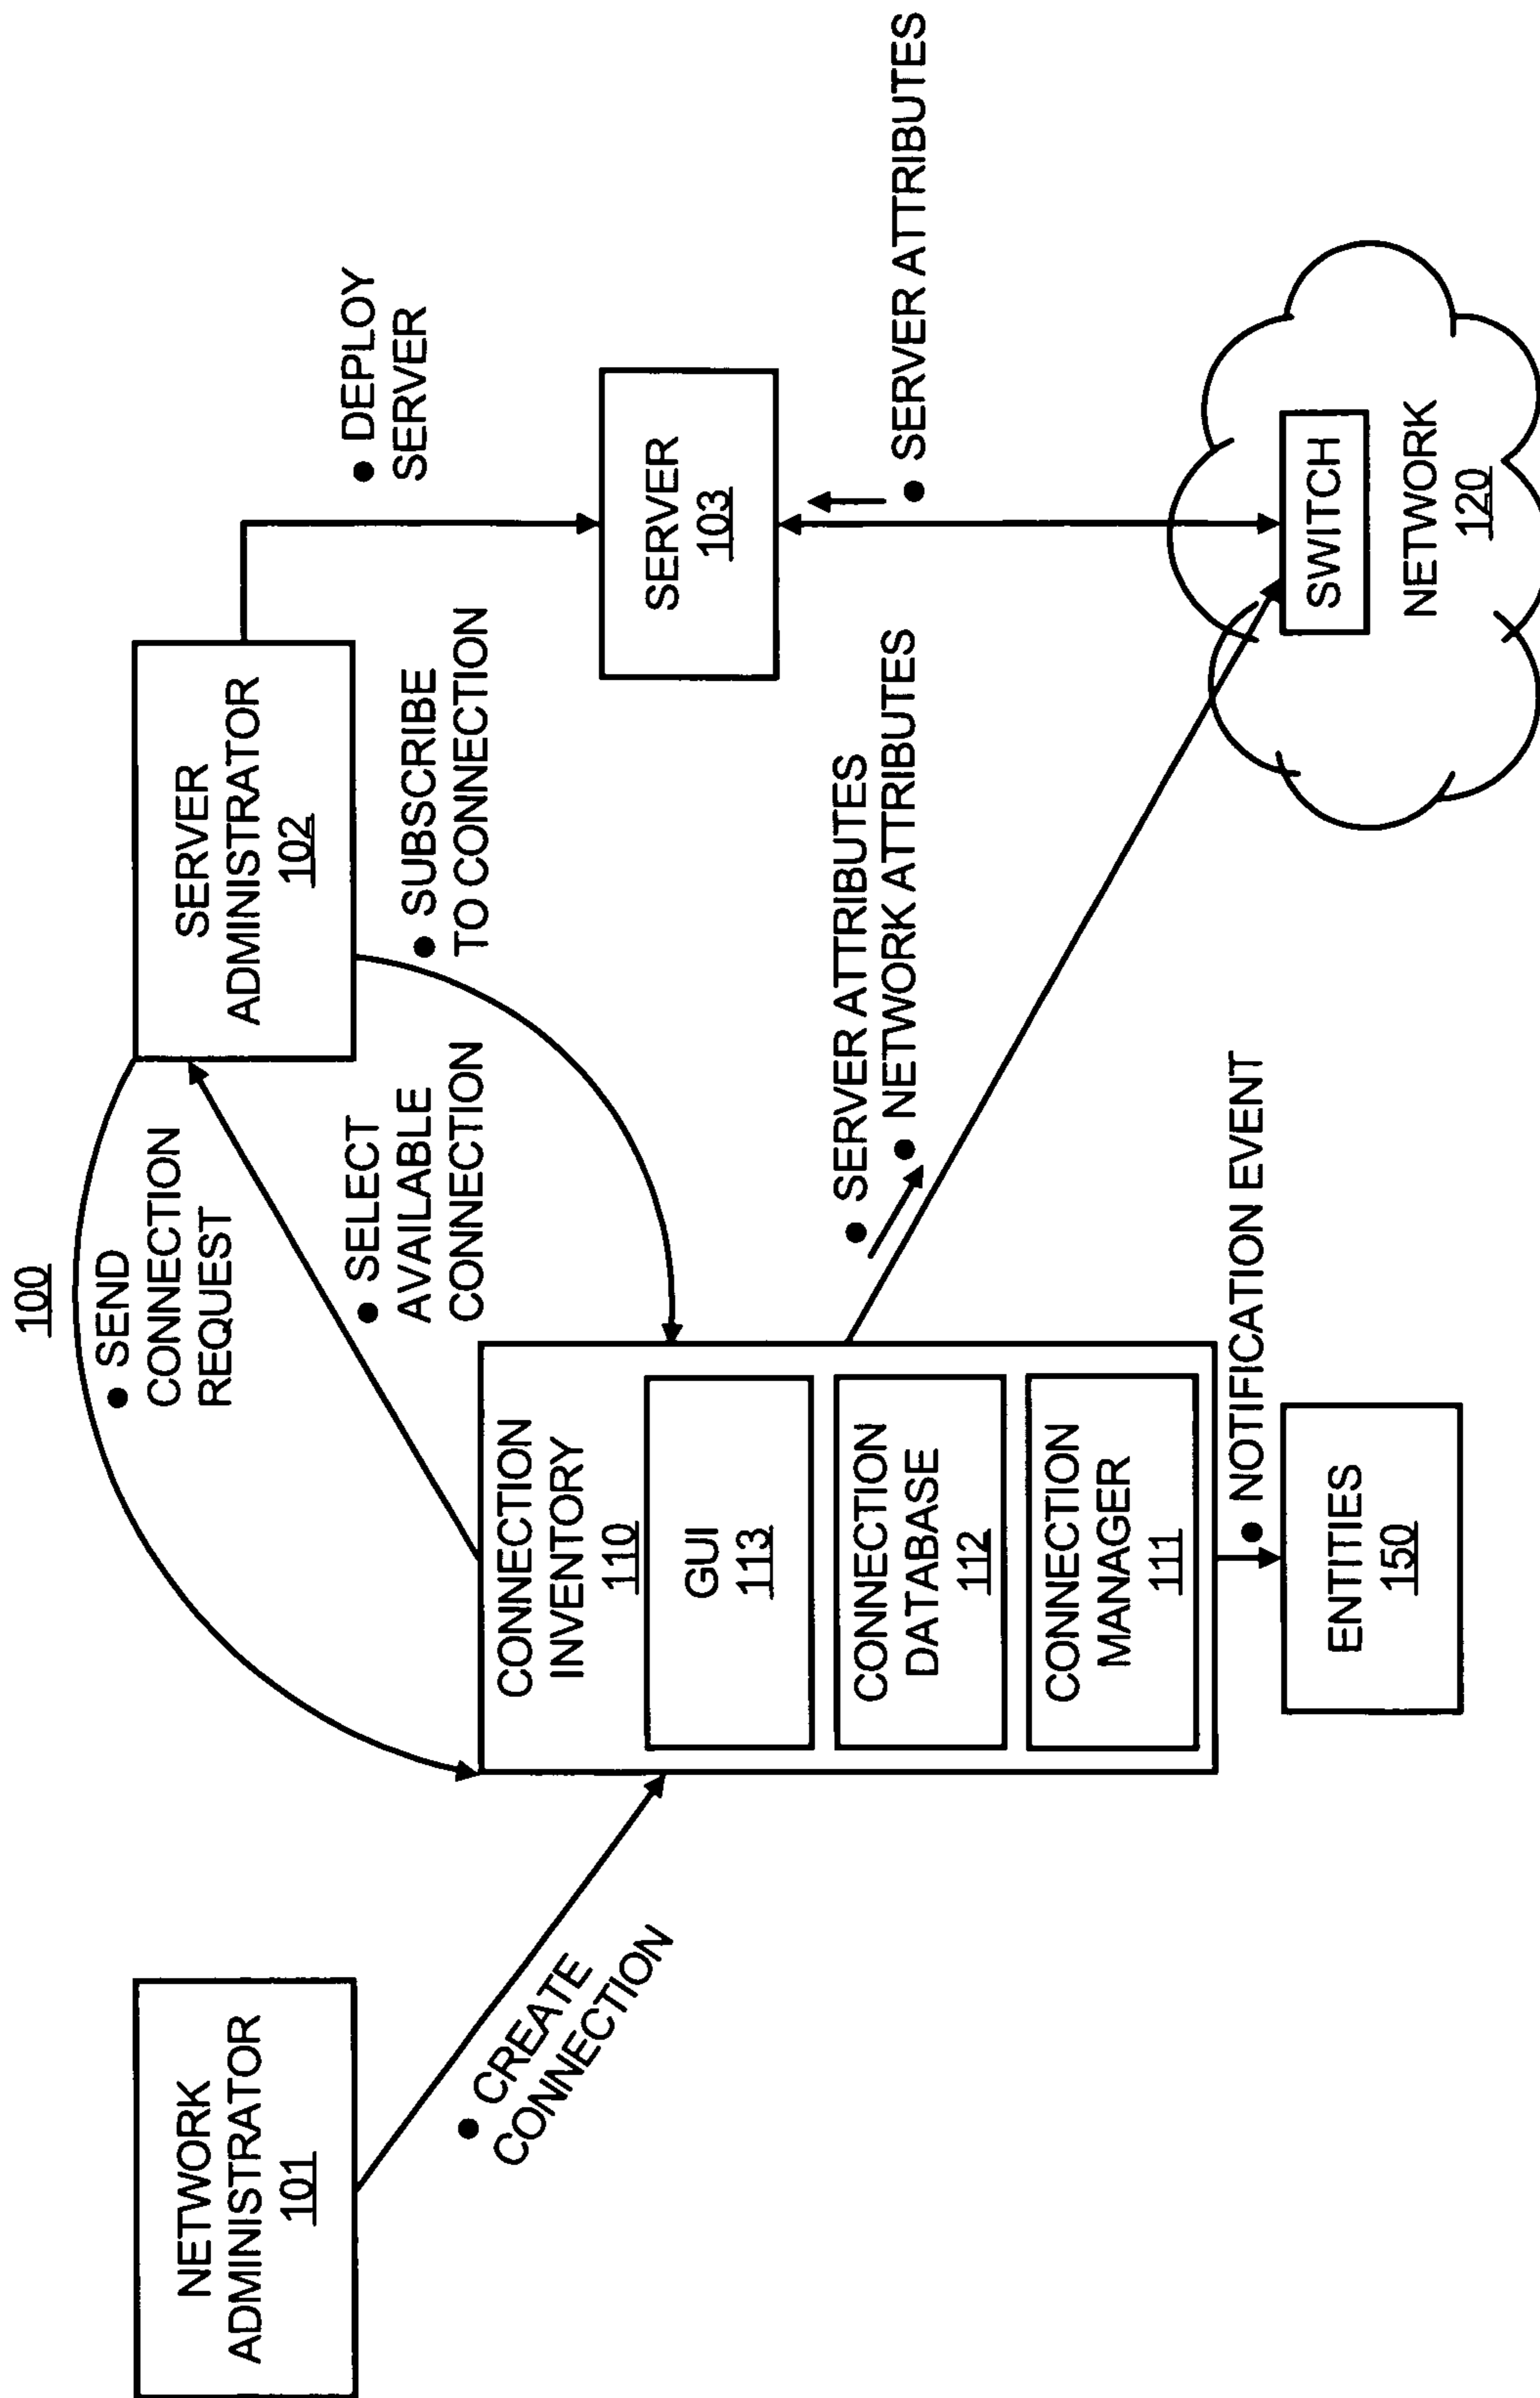 100
NETWORK
ADMINISTRATOR
101
SERVER
ADMINISTRATOR
102
● SEND
CONNECTION
REQUEST
● SELECT
AVAILABLE
CONNECTION
● SUBSCRIBE
TO CONNECTION
● DEPLOY
SERVER
● CREATE
CONNECTION
CONNECTION
INVENTORY
110
GUI
113
CONNECTION
DATABASE
112
CONNECTION
MANAGER
111
SERVER
103
● SERVER ATTRIBUTES
● NETWORK ATTRIBUTES
● SERVER ATTRIBUTES
● NOTIFICATION EVENT
ENTITIES
150
SWITCH
NETWORK
120